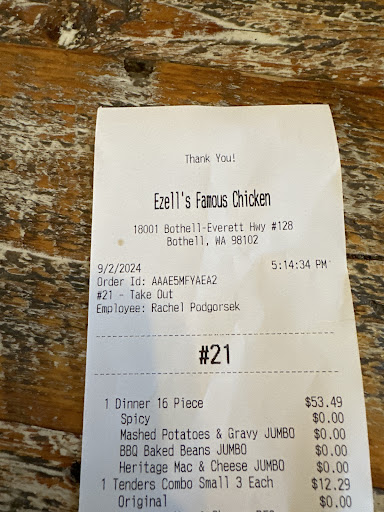 Thank You!
Ezell's Famous Chicken
18001 Bothell-Everett Hwy #128
Bothell, WA 98102
9/2/2024 5:14:34 PM
Order Id: AAAE5MFYAEA2
#21 - Take Out
Employee: Rachel Podgorsek
#21
1 Dinner 16 Piece $53.49
Spicy $0.00
Mashed Potatoes & Gravy JUMBO $0.00
BBQ Baked Beans JUMBO $0.00
Heritage Mac & Cheese JUMBO $0.00
1 Tenders Combo Small 3 Each $12.29
Original $0.00